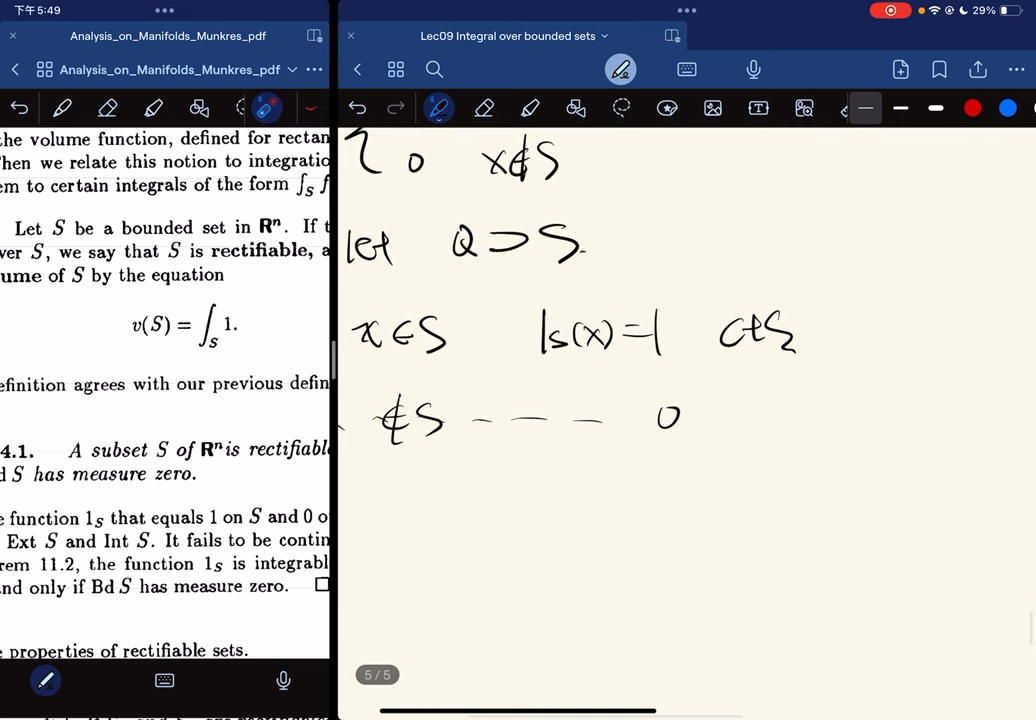 下午5:49
29%
Analysis_on_Manifolds_Munkres_pdf
Lec09 Integral over bounded sets
Analysis_on_Manifolds_Munkres_pdf
the volume function, defined for rectan
hen we relate this notion to integratio
em to certain integrals of the form ∫S f
Let S be a bounded set in Rⁿ. If t
ver S, we say that S is rectifiable, a
ume of S by the equation
v(S) = ∫S 1.
efinition agrees with our previous defin
4.1. A subset S of Rⁿ is rectifiabl
d S has measure zero.
e function 1S that equals 1 on S and 0 o
Ext S and Int S. It fails to be contin
rem 11.2, the function 1S is integrabl
and only if Bd S has measure zero. □
e properties of rectifiable sets.
{ 0 x∉S
let Q⊃S.
x∈S 1s(x)=1 cts
∉S - — — 0
5/5